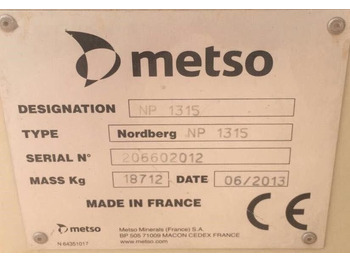 metso
DESIGNATION NP 1315
TYPE Nordberg NP 1315
SERIAL N° 206602012
MASS Kg 18712 DATE 06/2013
MADE IN FRANCE CE
metso Metso Minerals (France) S.A.
BP 505 71009 MACON CEDEX FRANCE
N 64351017 www.metso.com